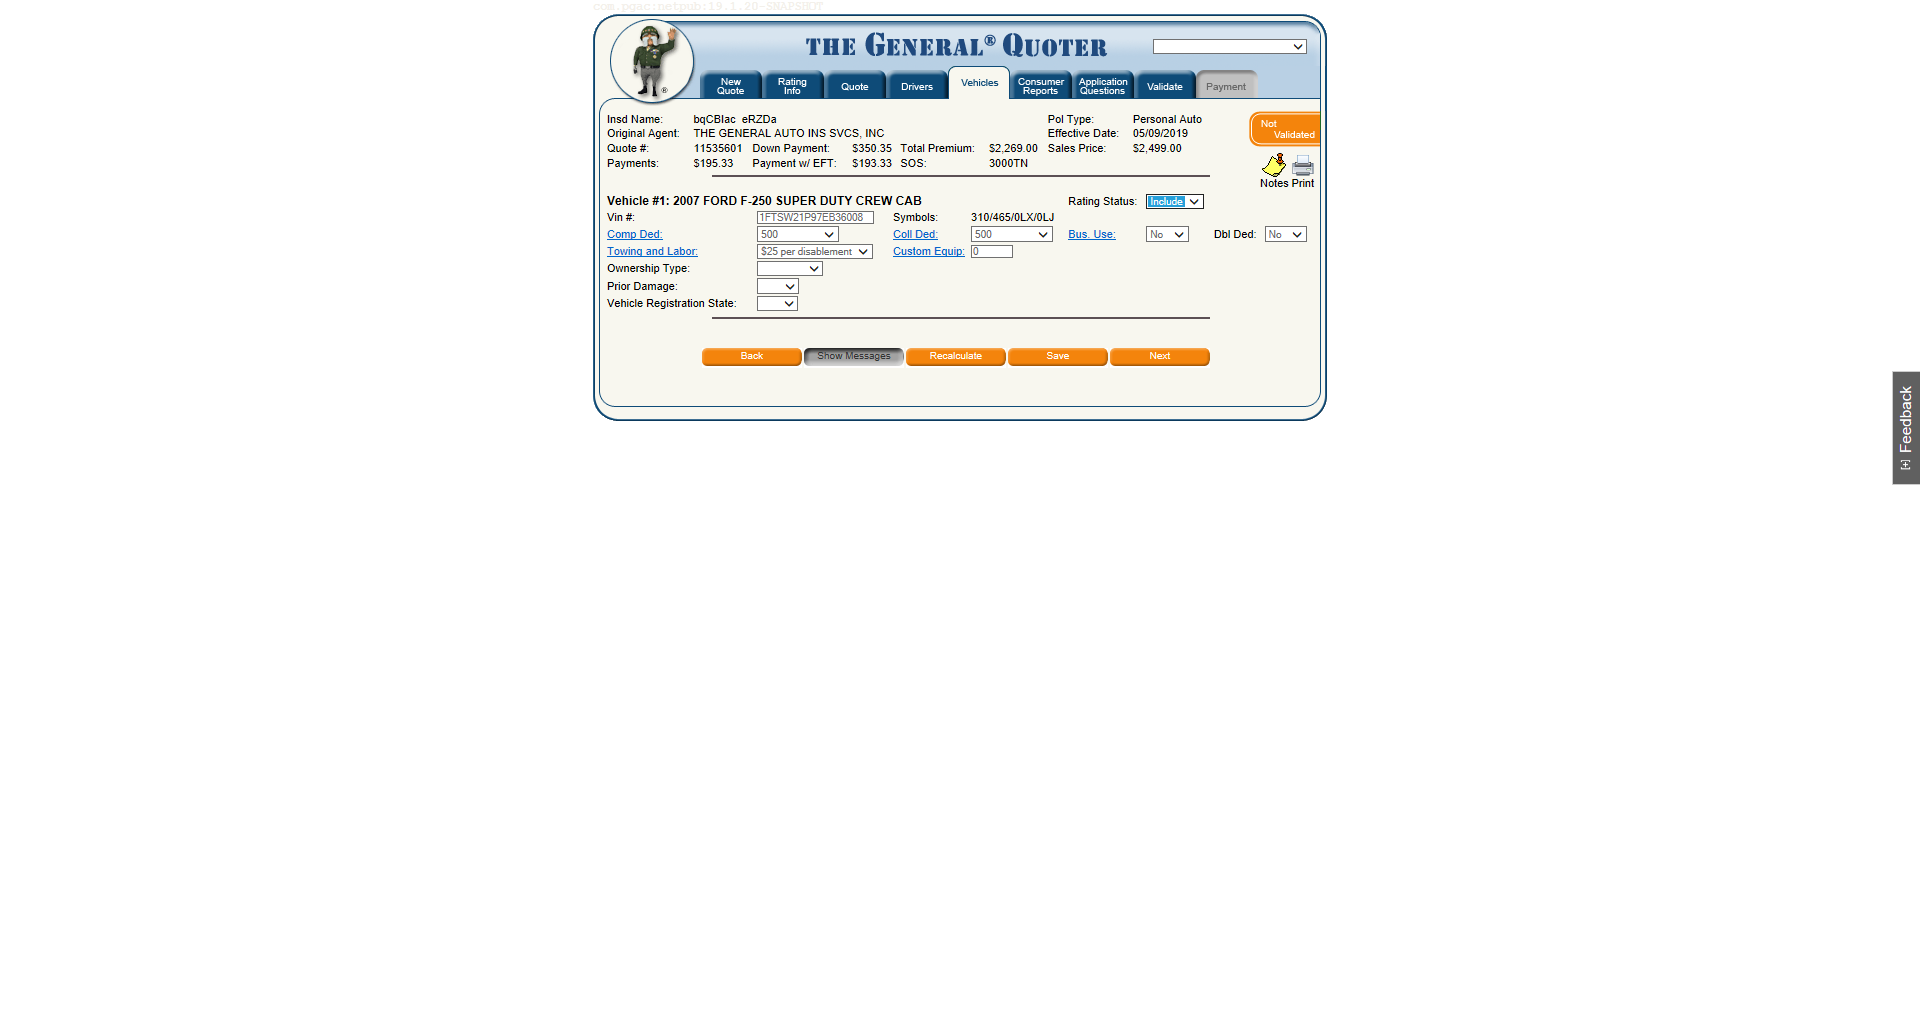 com.pgac:netpub:19.1.20-SNAPSHOT
THE GENERAL® QUOTER
New Quote
Rating Info
Quote
Drivers
Vehicles
Consumer Reports
Application Questions
Validate
Payment
Insd Name: bqCBlac eRZDa Pol Type: Personal Auto
Not Validated
Original Agent: THE GENERAL AUTO INS SVCS, INC Effective Date: 05/09/2019
Quote #: 11535601 Down Payment: $350.35 Total Premium: $2,269.00 Sales Price: $2,499.00
Payments: $195.33 Payment w/ EFT: $193.33 SOS: 3000TN
Notes Print
Vehicle #1: 2007 FORD F-250 SUPER DUTY CREW CAB Rating Status: Include
Vin #: 1FTSW21P97EB36008 Symbols: 310/465/0LX/0LJ
Comp Ded: 500 Coll Ded: 500 Bus. Use: No Dbl Ded: No
Towing and Labor: $25 per disablement Custom Equip: 0
Ownership Type:
Prior Damage:
Vehicle Registration State:
Back Show Messages Recalculate Save Next
[+] Feedback